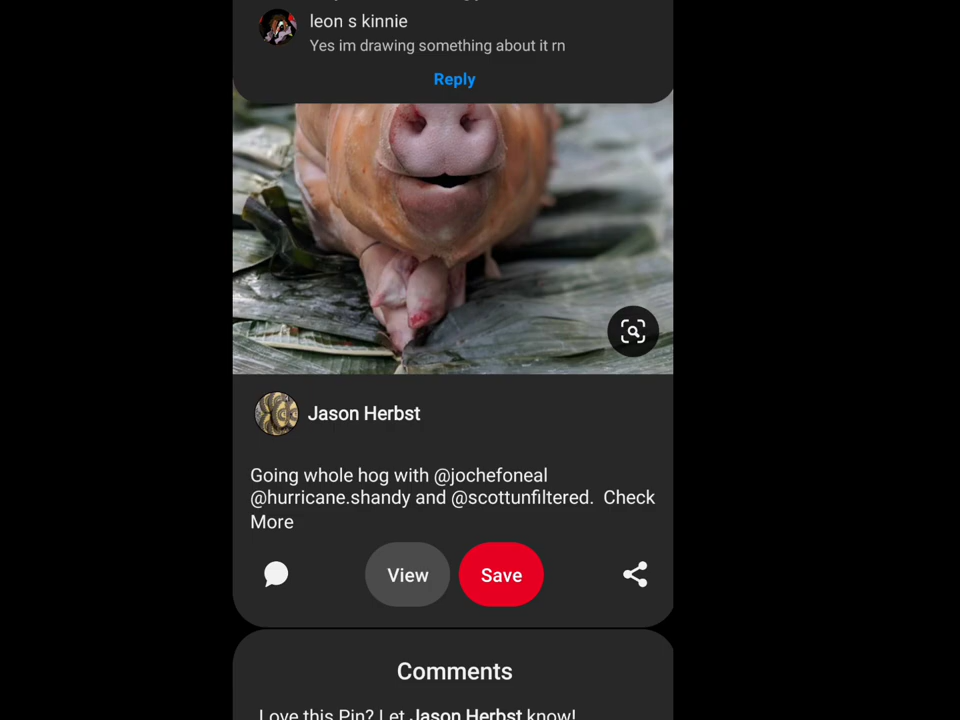 leon s kinnie
Yes im drawing something about it rn
Reply
Jason Herbst
Going whole hog with @jochefoneal
@hurricane.shandy and @scottunfiltered.  Check
More
View
Save
Comments
Love this Pin? Let Jason Herbst know!